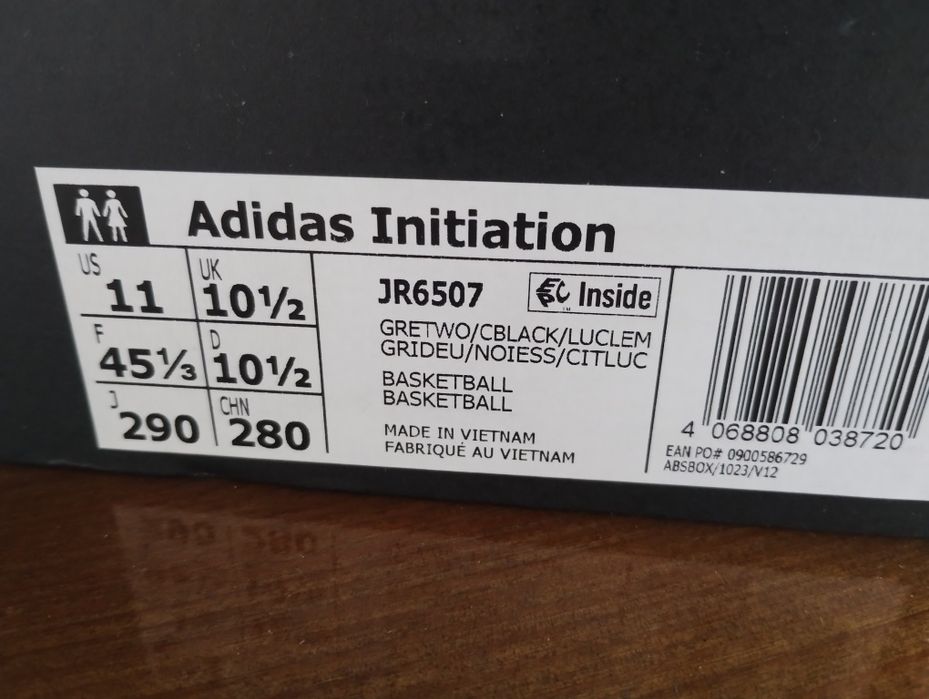 Adidas Initiation
US
11
UK
10½
F
45⅓
D
10½
J
290
CHN
280
JR6507
Inside
GRETWO/CBLACK/LUCLEM
GRIDEU/NOIESS/CITLUC
BASKETBALL
BASKETBALL
MADE IN VIETNAM
FABRIQUÉ AU VIETNAM
4 068808 038720
EAN PO# 0900586729
ABSBOX/1023/V12